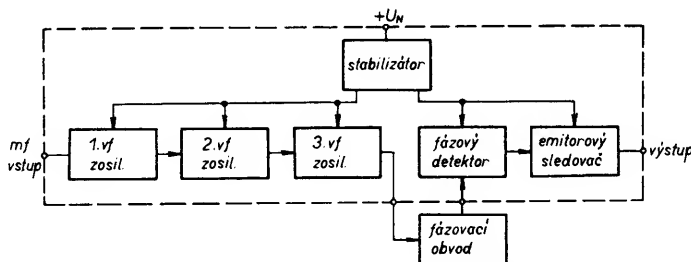 +U_N
stabilizátor
mf
vstup
1. vf
zosil.
2. vf
zosil.
3. vf
zosil.
fázový
detektor
emitorový
sledovač
výstup
fázovací
obvod